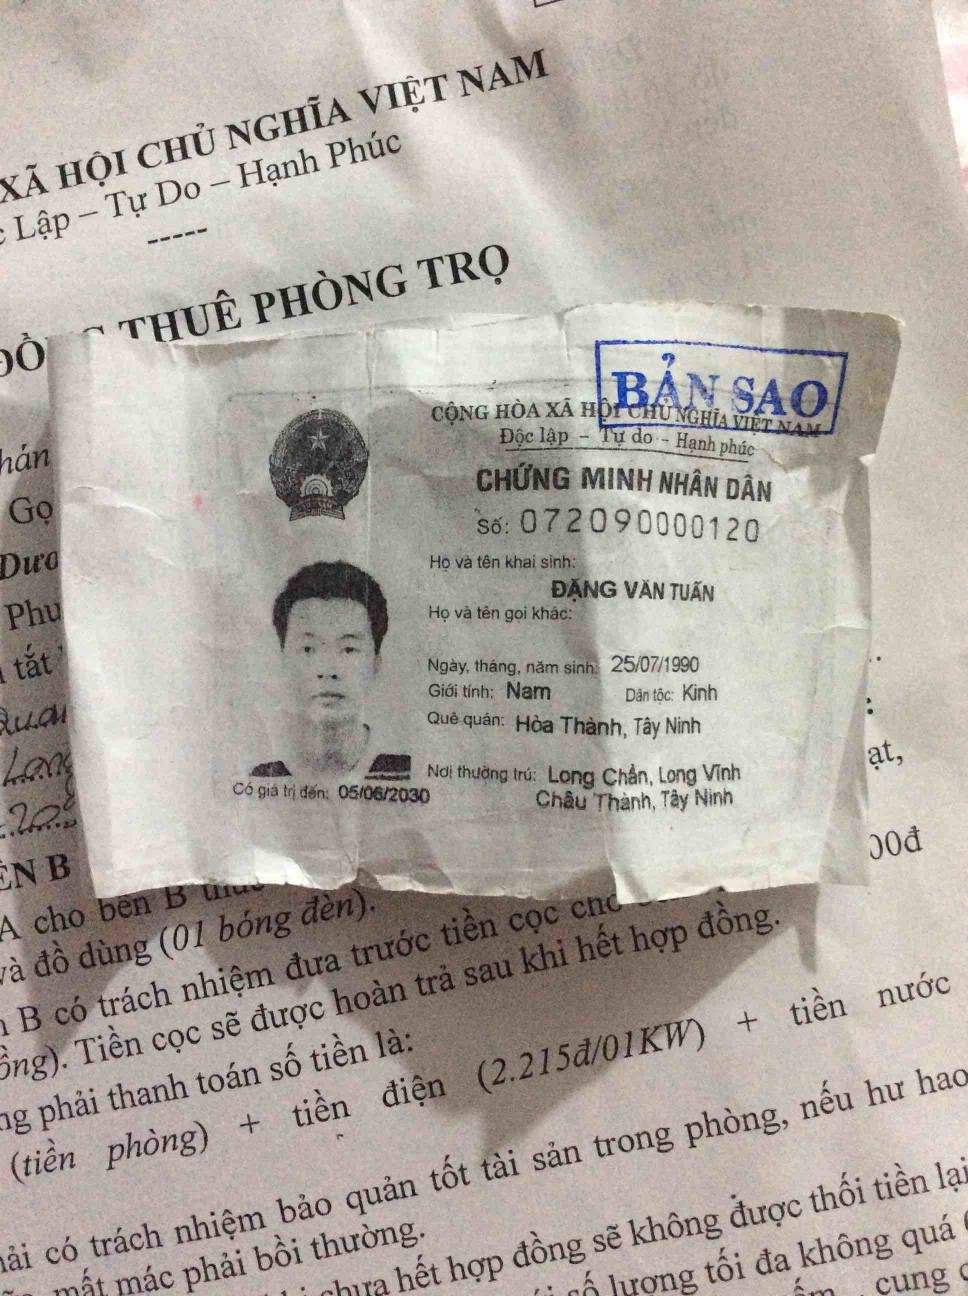 XÃ HỘI CHỦ NGHĨA VIỆT NAM
Lập – Tự Do – Hạnh Phúc
-----
THUÊ PHÒNG TRỌ
BẢN SAO
CỘNG HÒA XÃ HỘI CHỦ NGHĨA VIỆT NAM
Độc lập - Tự do - Hạnh phúc
CHỨNG MINH NHÂN DÂN
Số: 072090000120
Họ và tên khai sinh:
ĐẶNG VĂN TUẤN
Họ và tên gọi khác:
Ngày, tháng, năm sinh: 25/07/1990
Giới tính: Nam Dân tộc: Kinh
Quê quán: Hòa Thành, Tây Ninh
Nơi thường trú: Long Chẩn, Long Vĩnh
Châu Thành, Tây Ninh
Có giá trị đến: 05/06/2030
Gọ
Phu
tắt
ạt,
00đ
ÊN B
A cho bên B
và đồ dùng (01 bóng đèn).
B có trách nhiệm đưa trước tiền cọc cho
ồng). Tiền cọc sẽ được hoàn trả sau khi hết hợp đồng.
ng phải thanh toán số tiền là:
(tiền phòng) + tiền điện (2.215đ/01KW) + tiền nước
ải có trách nhiệm bảo quản tốt tài sản trong phòng, nếu hư hao
mất mác phải bồi thường.
chưa hết hợp đồng sẽ không được thối tiền lại
số lượng tối đa không quá
cung